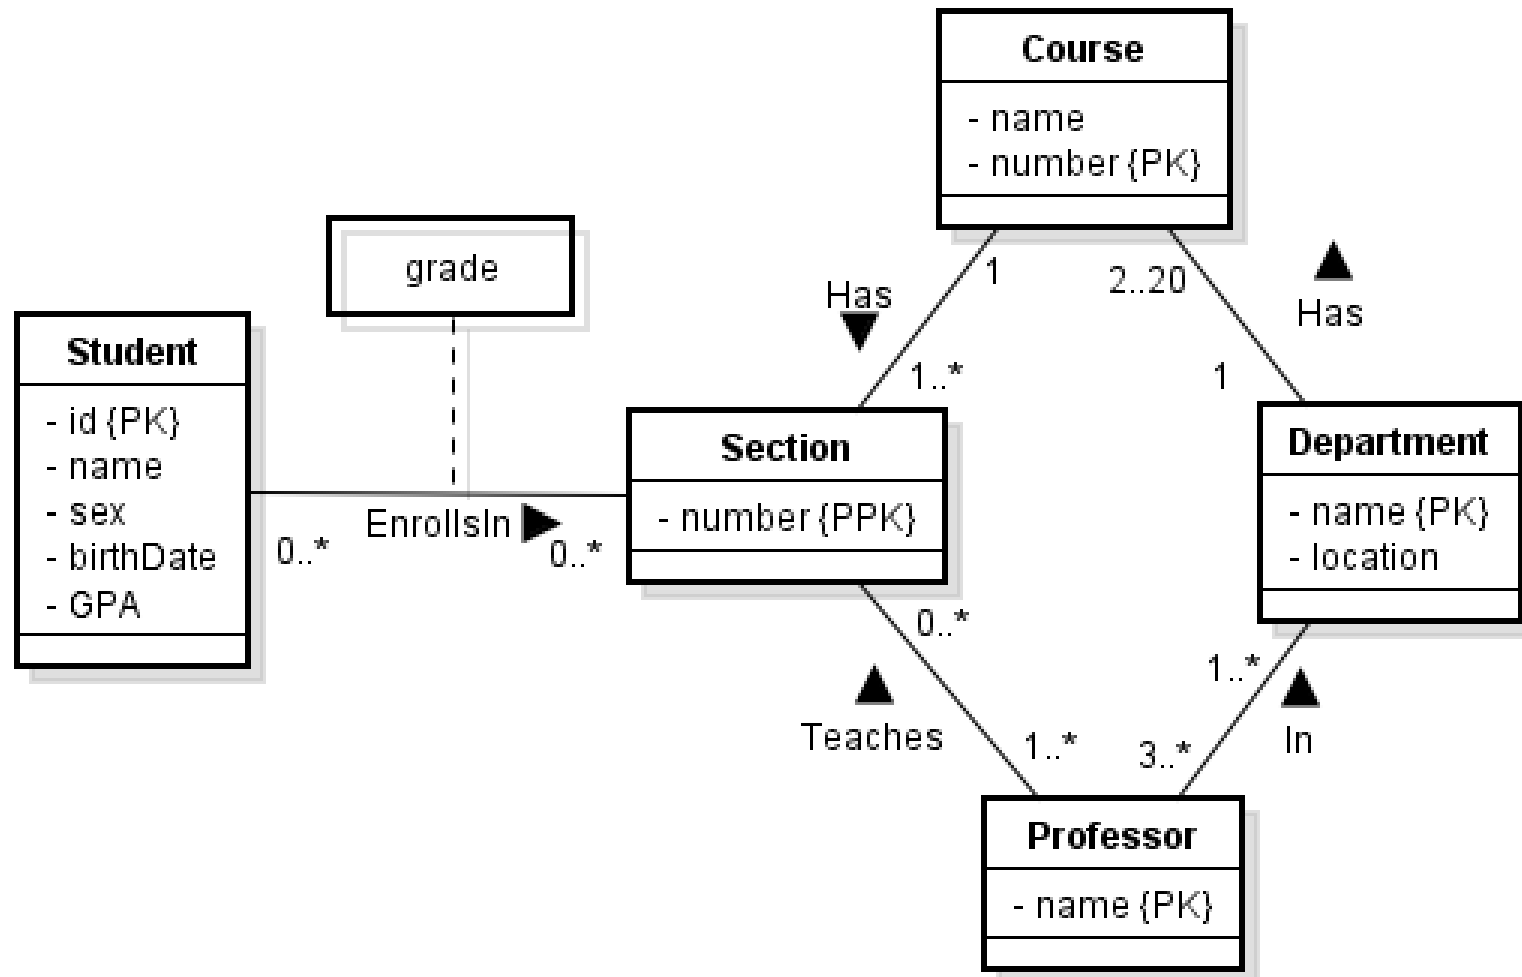 Course
- name
- number {PK}
grade
Has
1
2..20
Has
1..*
1
Student
- id {PK}
- name
- sex
- birthDate
- GPA
EnrollsIn
0..*
0..*
Section
- number {PPK}
Department
- name {PK}
- location
0..*
Teaches
1..*
1..*
3..*
In
Professor
- name {PK}